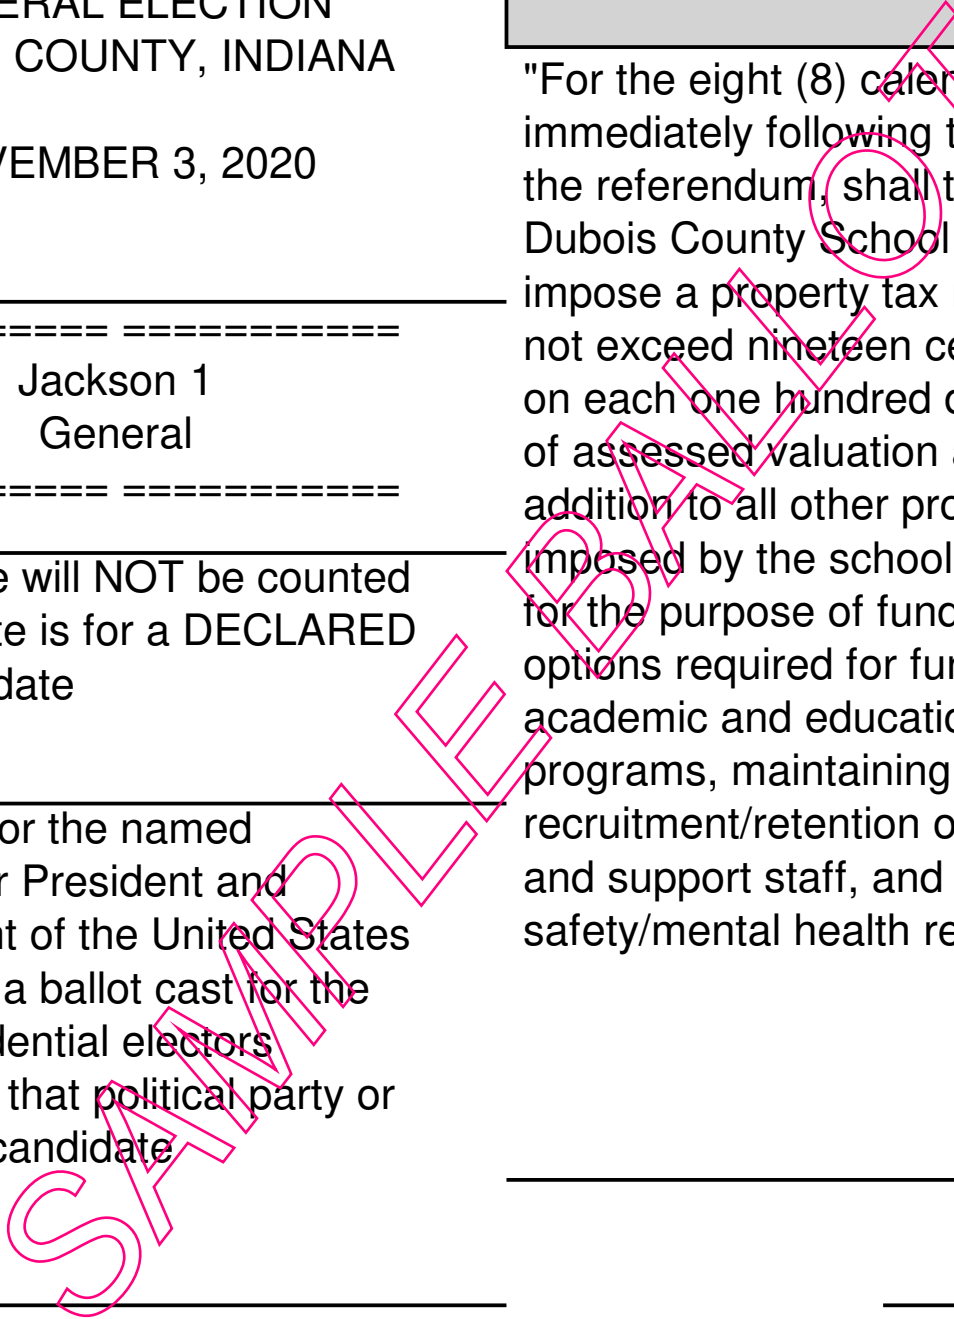 ERAL ELECTION
COUNTY, INDIANA
VEMBER 3, 2020
===== ===========
Jackson 1
General
===== ===========
e will NOT be counted
te is for a DECLARED
date
or the named
r President and
nt of the United States
a ballot cast for the
dential electors
that political party or
candidate
"For the eight (8) calen
immediately following t
the referendum, shall t
Dubois County School
impose a property tax
not exceed nineteen ce
on each one hundred
of assessed valuation
addition to all other pro
imposed by the school
for the purpose of fund
options required for fun
academic and educatio
programs, maintaining
recruitment/retention o
and support staff, and
safety/mental health re
SAMPLE BALLOT